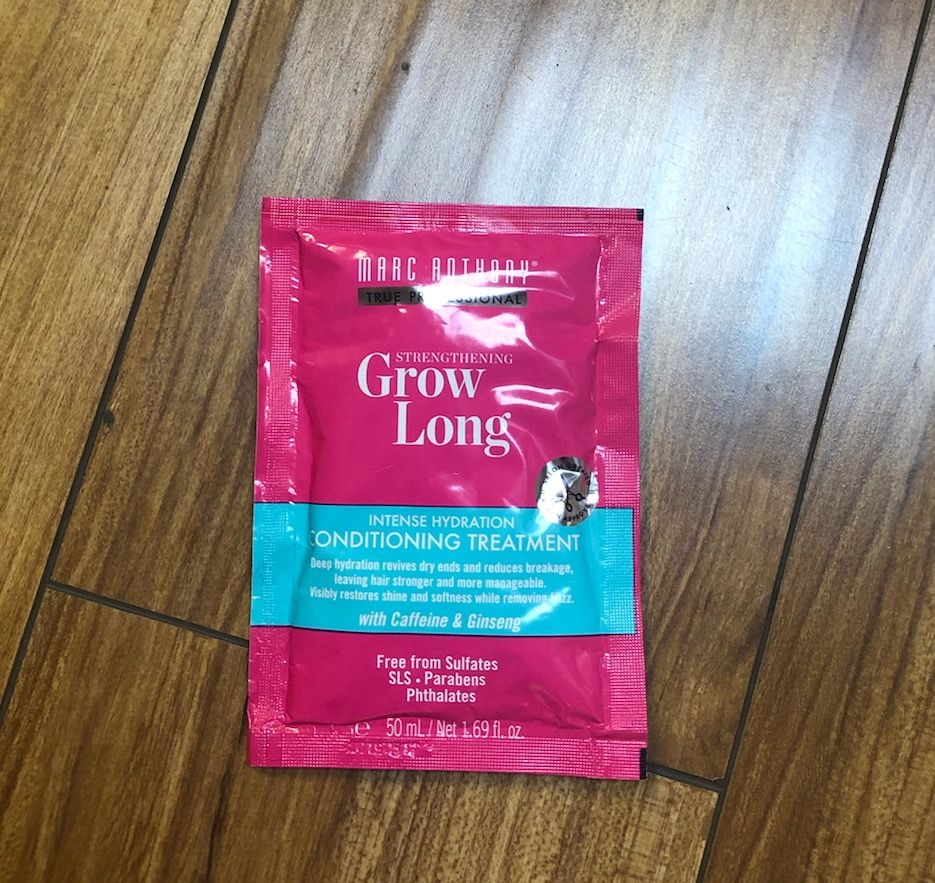 MARC ANTHONY®
TRUE PROFESSIONAL
STRENGTHENING
Grow
Long
INTENSE HYDRATION
CONDITIONING TREATMENT
Deep hydration revives dry ends and reduces breakage,
leaving hair stronger and more manageable.
Visibly restores shine and softness while removing frizz.
with Caffeine & Ginseng
Free from Sulfates
SLS • Parabens
Phthalates
e 50 mL / Net 1.69 fl. oz.